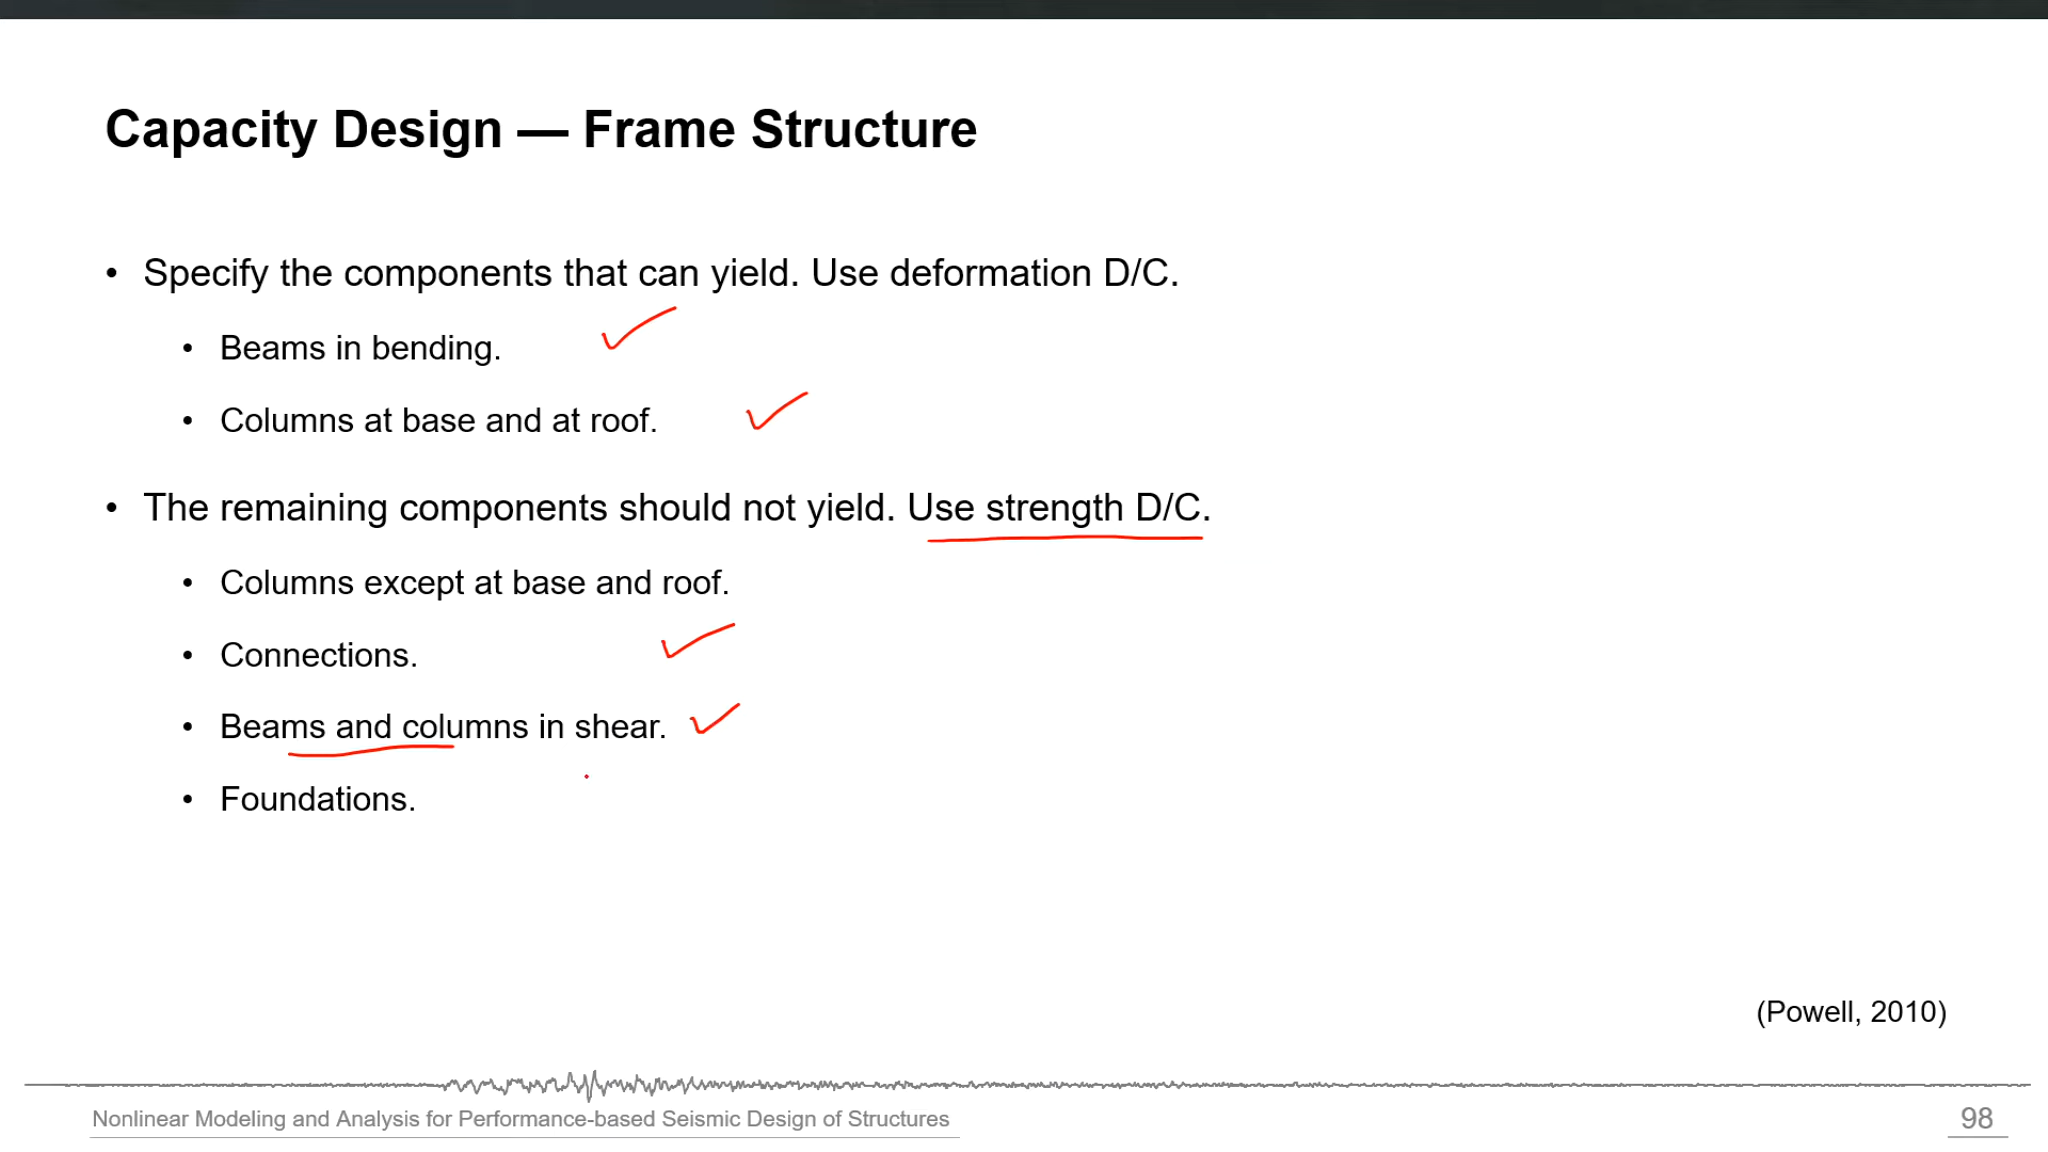 Capacity Design — Frame Structure
• Specify the components that can yield. Use deformation D/C.
• Beams in bending.
• Columns at base and at roof.
• The remaining components should not yield. Use strength D/C.
• Columns except at base and roof.
• Connections.
• Beams and columns in shear.
• Foundations.
(Powell, 2010)
Nonlinear Modeling and Analysis for Performance-based Seismic Design of Structures
98